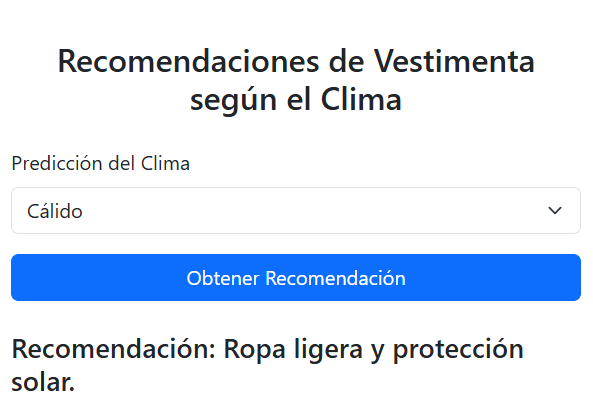 Recomendaciones de Vestimenta
según el Clima
Predicción del Clima
Cálido
Obtener Recomendación
Recomendación: Ropa ligera y protección
solar.